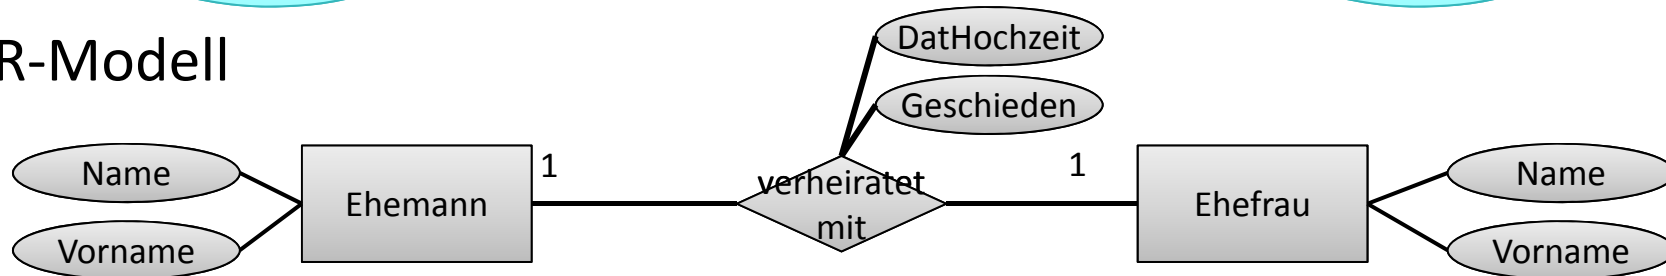 R-Modell
DatHochzeit
Geschieden
Name
Vorname
Ehemann
1
verheiratet
mit
1
Ehefrau
Name
Vorname